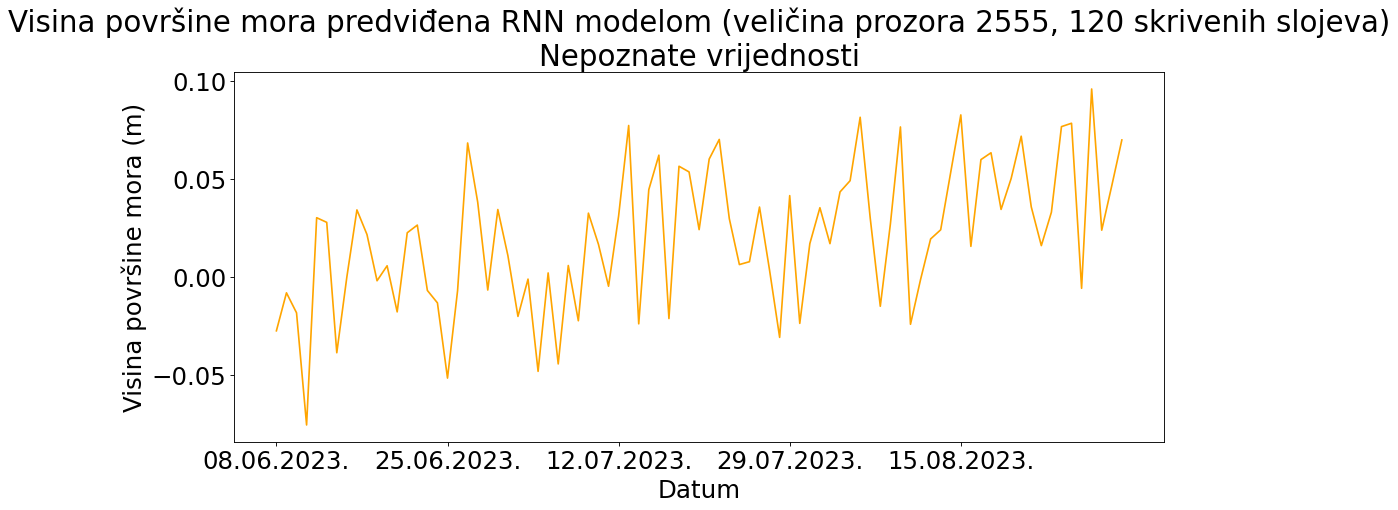 Visina površine mora predviđena RNN modelom (veličina prozora 2555, 120 skrivenih slojeva)
Nepoznate vrijednosti
Visina površine mora (m)
0.10
0.05
0.00
−0.05
08.06.2023. 25.06.2023. 12.07.2023. 29.07.2023. 15.08.2023.
Datum